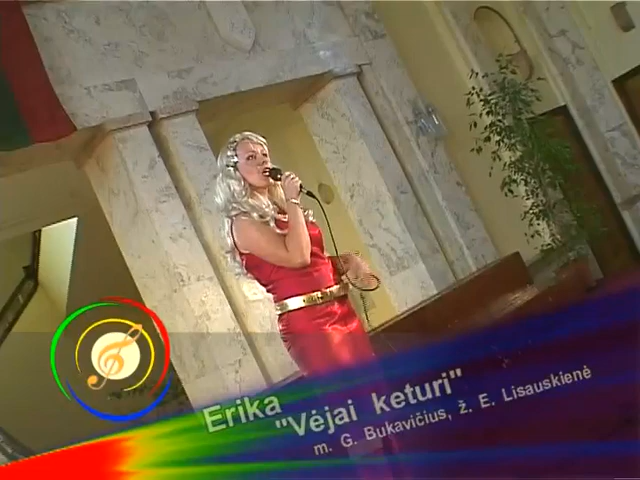 Erika
"Vėjai keturi"
m. G. Bukavičius, ž. E. Lisauskienė